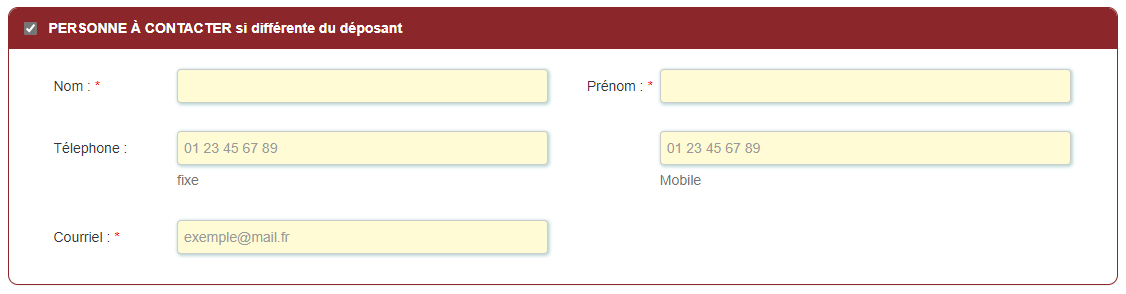 PERSONNE À CONTACTER si différente du déposant
Nom : * Prénom : *
Télephone : 01 23 45 67 89 01 23 45 67 89
fixe Mobile
Courriel : * exemple@mail.fr